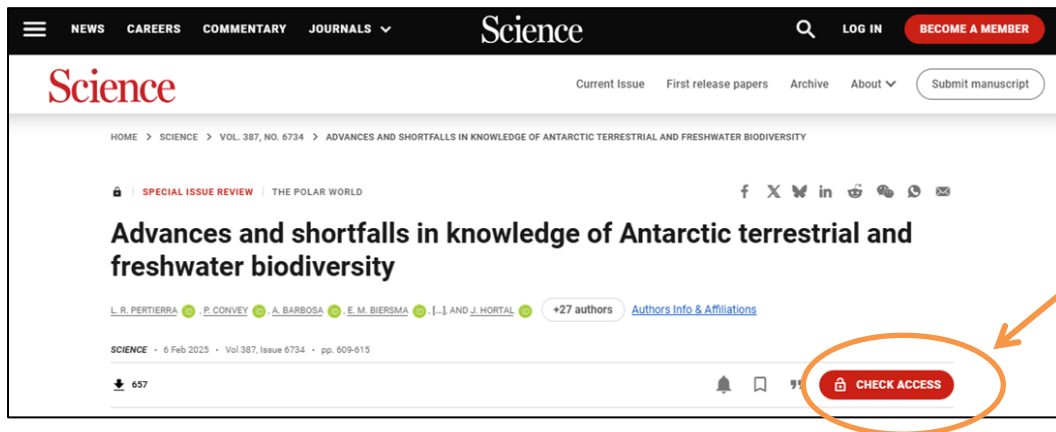 NEWS CAREERS COMMENTARY JOURNALS Science LOG IN BECOME A MEMBER
Science Current Issue First release papers Archive About Submit manuscript
HOME > SCIENCE > VOL. 387, NO. 6734 > ADVANCES AND SHORTFALLS IN KNOWLEDGE OF ANTARCTIC TERRESTRIAL AND FRESHWATER BIODIVERSITY
SPECIAL ISSUE REVIEW | THE POLAR WORLD
Advances and shortfalls in knowledge of Antarctic terrestrial and
freshwater biodiversity
L. R. PERTIERRA, P. CONVEY, A. BARBOSA, E. M. BIERSMA, [...], AND J. HORTAL +27 authors Authors Info & Affiliations
SCIENCE • 6 Feb 2025 • Vol 387, Issue 6734 • pp. 609-615
657 CHECK ACCESS